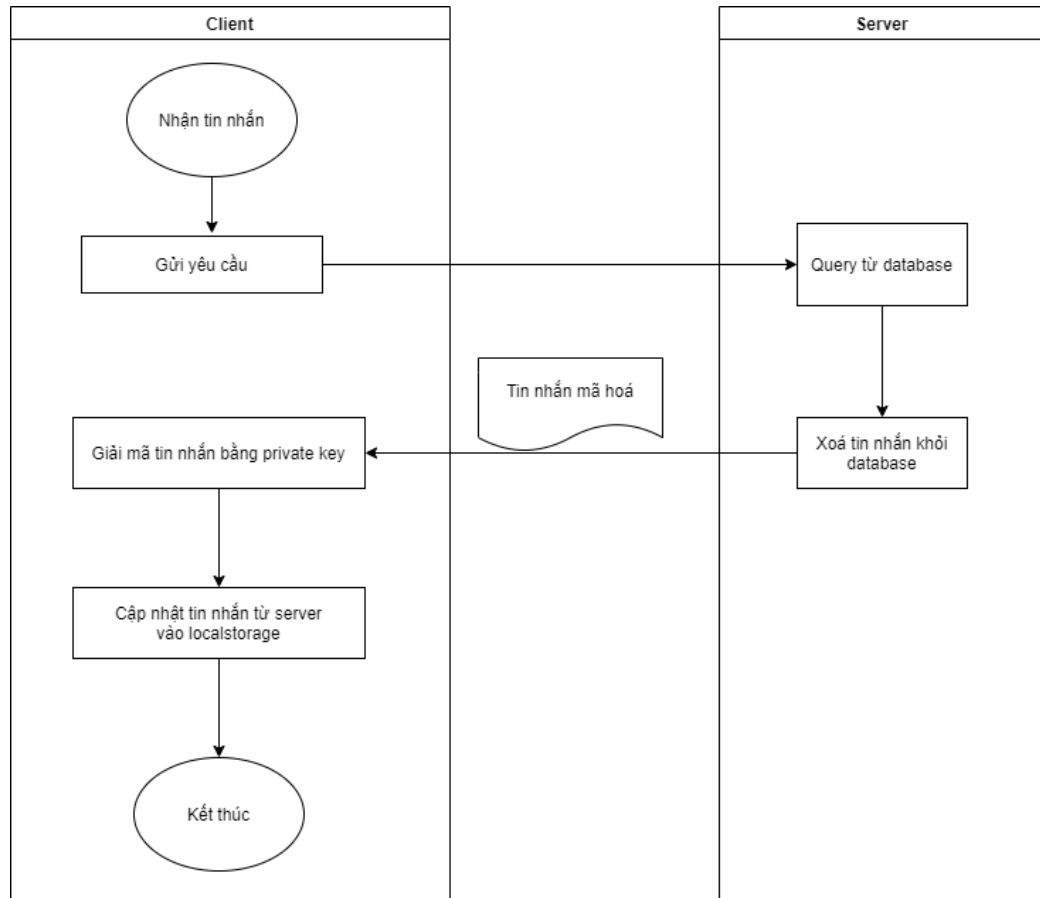 Client
Server
Nhận tin nhắn
Gửi yêu cầu
Query từ database
Tin nhắn mã hoá
Giải mã tin nhắn bằng private key
Xoá tin nhắn khỏi
database
Cập nhật tin nhắn từ server
vào localstorage
Kết thúc